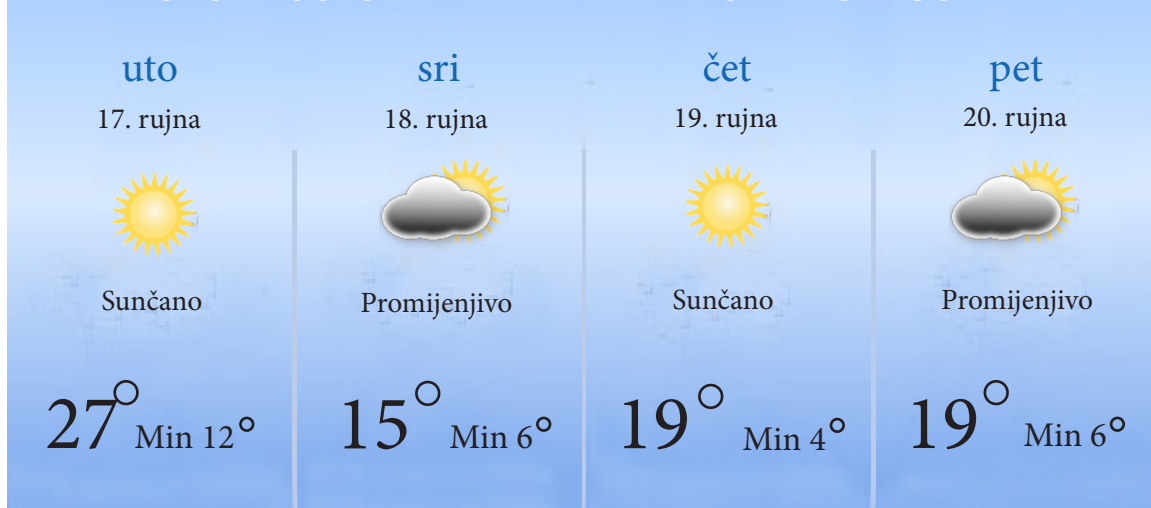 uto
17. rujna
Sunčano
27° Min 12°
sri
18. rujna
Promijenjivo
15° Min 6°
čet
19. rujna
Sunčano
19° Min 4°
pet
20. rujna
Promijenjivo
19° Min 6°